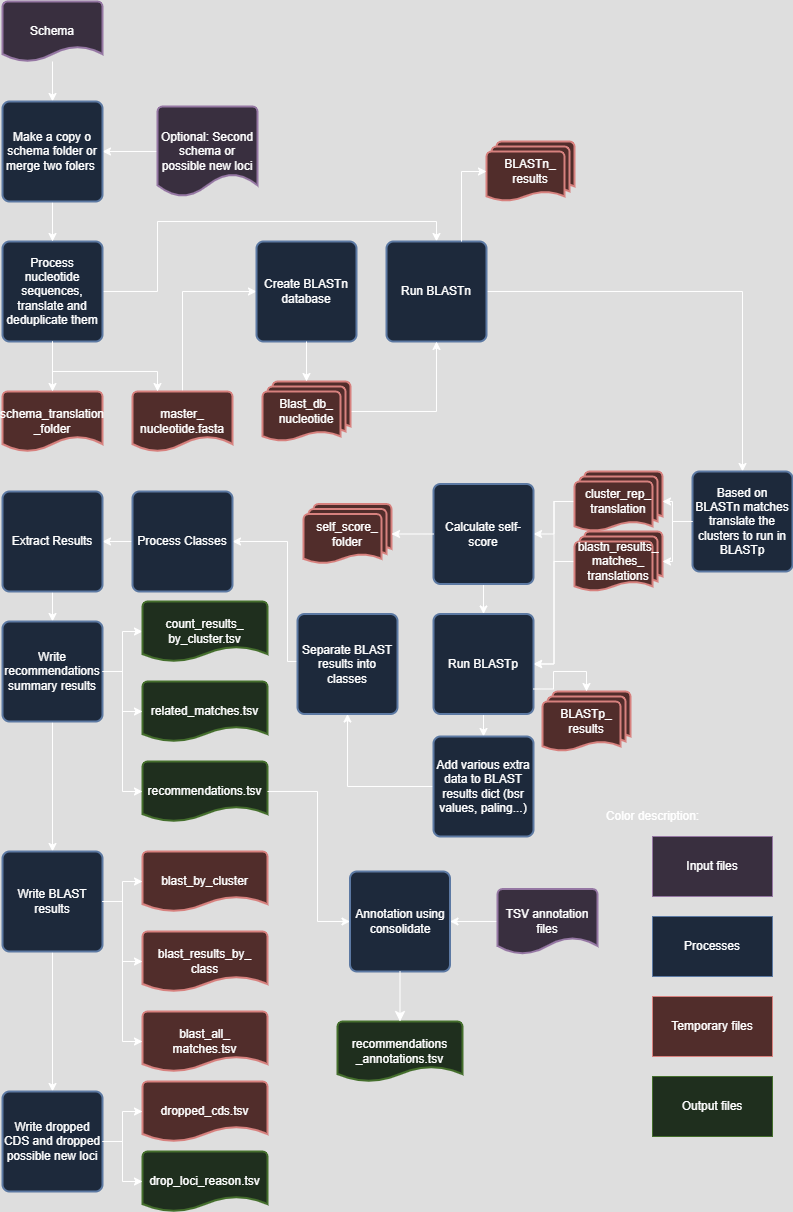 Schema
Make a copy o
schema folder or
merge two folers
Optional: Second
schema or
possible new loci
BLASTn_
results
Process
nucleotide
sequences,
translate and
deduplicate them
Create BLASTn
database
Run BLASTn
schema_translation
_folder
master_
nucleotide.fasta
Blast_db_
nucleotide
Extract Results
Process Classes
self_score_
folder
Calculate self-
score
cluster_rep_
translation
blastn_results_
matches_
translations
Based on
BLASTn matches
translate the
clusters to run in
BLASTp
Write
recommendations
summary results
count_results_
by_cluster.tsv
related_matches.tsv
recommendations.tsv
Separate BLAST
results into
classes
Run BLASTp
BLASTp_
results
Add various extra
data to BLAST
results dict (bsr
values, paling...)
Color description:
Input files
Processes
Temporary files
Output files
Write BLAST
results
blast_by_cluster
blast_results_by_
class
blast_all_
matches.tsv
Annotation using
consolidate
TSV annotation
files
recommendations
_annotations.tsv
Write dropped
CDS and dropped
possible new loci
dropped_cds.tsv
drop_loci_reason.tsv